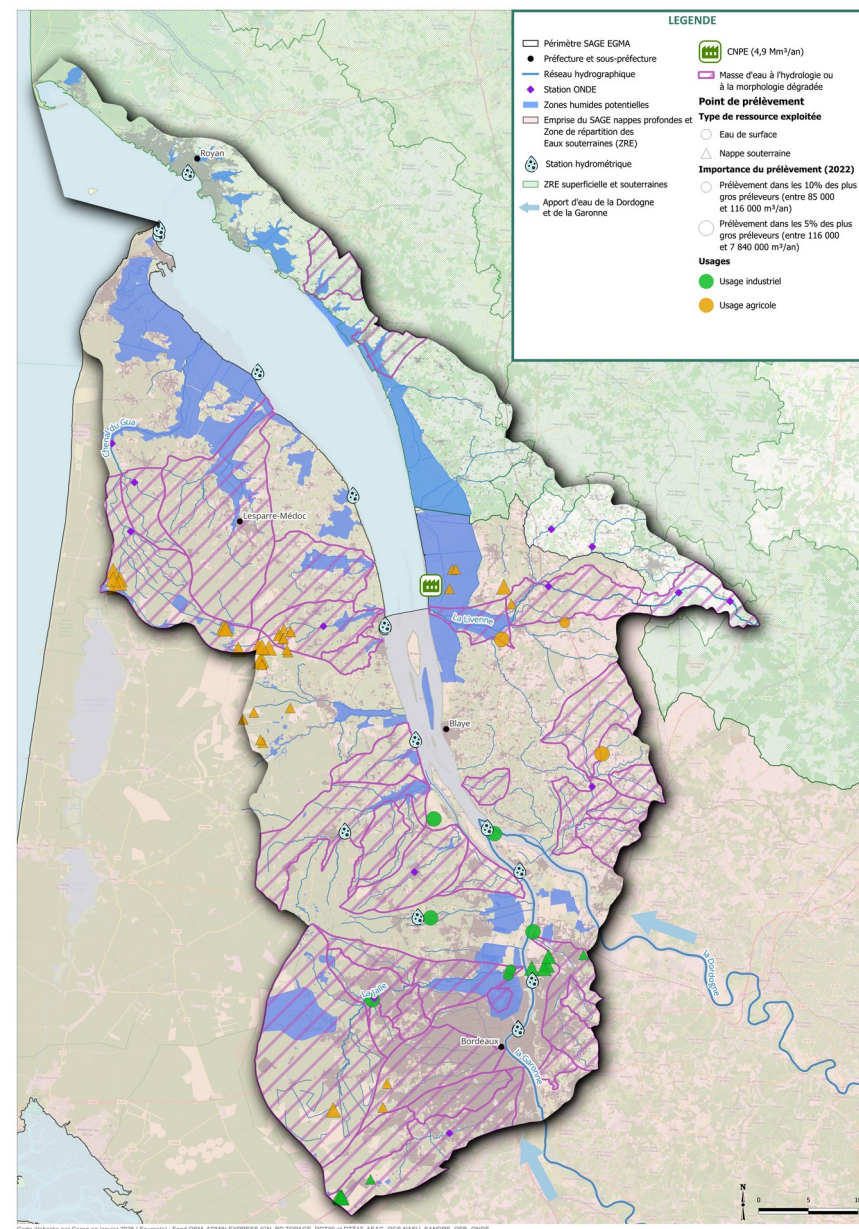 LEGENDE
Périmètre SAGE EGMA
Préfecture et sous-préfecture
Réseau hydrographique
Station ONDE
Zones humides potentielles
Emprise du SAGE nappes profondes et
Zone de répartition des
Eaux souterraines (ZRE)
Station hydrométrique
ZRE superficielle et souterraines
Apport d'eau de la Dordogne
et de la Garonne
CNPE (4,9 Mm³/an)
Masse d'eau à l'hydrologie ou
à la morphologie dégradée
Point de prélèvement
Type de ressource exploitée
Eau de surface
Nappe souterraine
Importance du prélèvement (2022)
Prélèvement dans les 10% des plus
gros préleveurs (entre 85 000
et 116 000 m³/an)
Prélèvement dans les 5% des plus
gros préleveurs (entre 116 000
et 7 840 000 m³/an)
Usages
Usage industriel
Usage agricole
Royan
Chenal du Gua
Lesparre-Médoc
La Livenne
Blaye
la Dordogne
La Jalle
Bordeaux
la Garonne
N
0 5